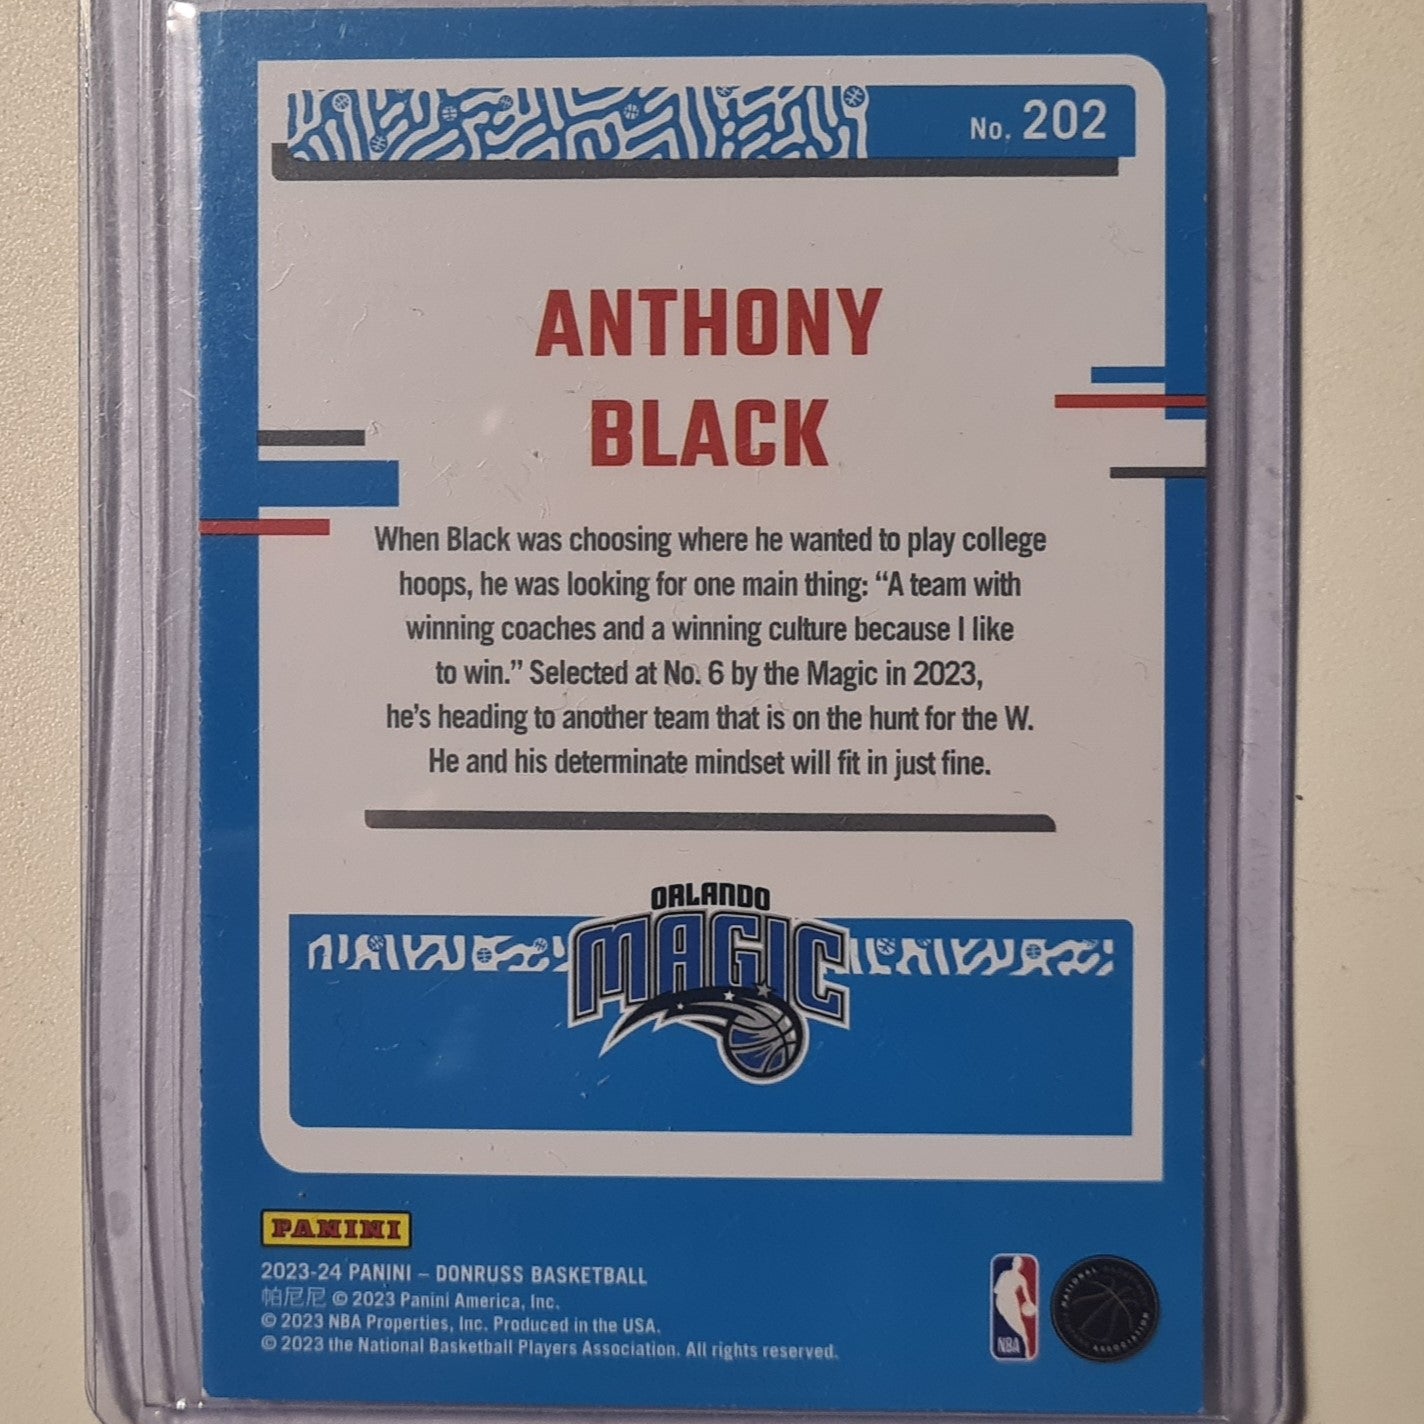 No. 202
ANTHONY
BLACK
When Black was choosing where he wanted to play college
hoops, he was looking for one main thing: “A team with
winning coaches and a winning culture because I like
to win.” Selected at No. 6 by the Magic in 2023,
he’s heading to another team that is on the hunt for the W.
He and his determinate mindset will fit in just fine.
ORLANDO
MAGIC
PANINI
2023-24 PANINI – DONRUSS BASKETBALL
帕尼尼 © 2023 Panini America, Inc.
© 2023 NBA Properties, Inc. Produced in the USA.
© 2023 the National Basketball Players Association. All rights reserved.
NBA
NATIONAL
ASSOCIATION